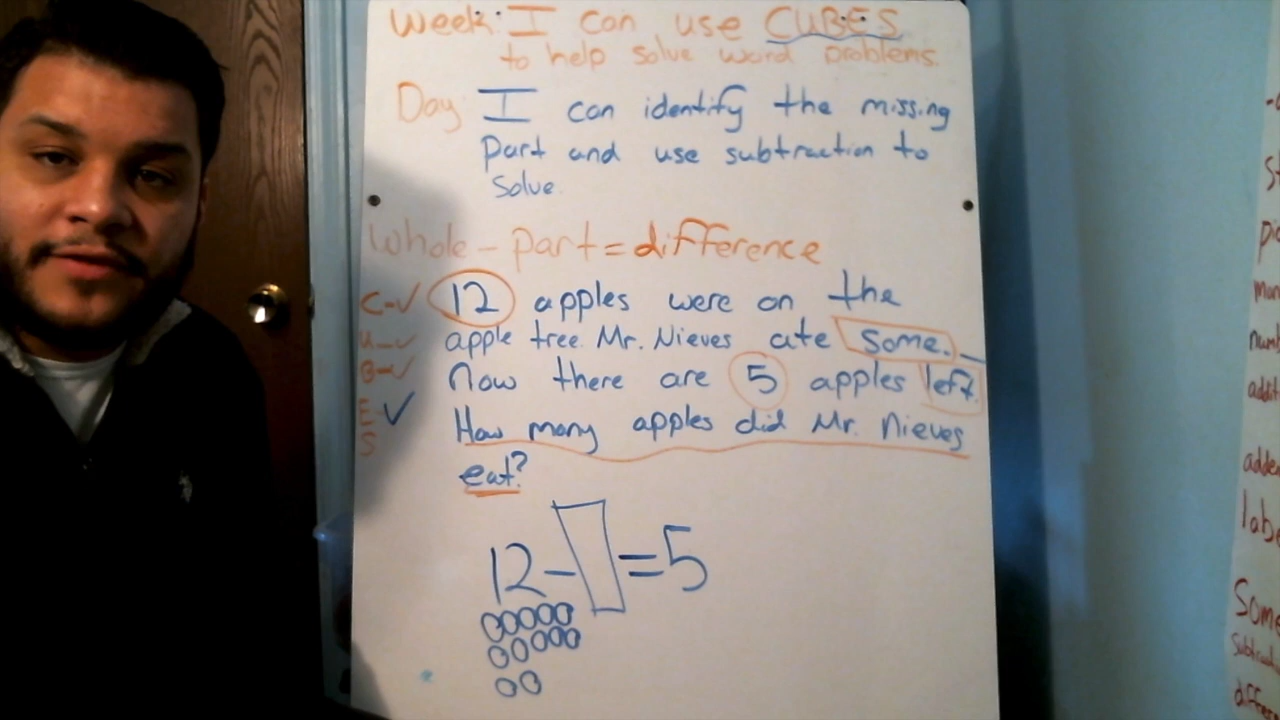 Week: I can use CUBES
to help solve word problems.
Day I can identify the missing
part and use subtraction to
solve.
Whole - part = difference
C-✓ 12 apples were on the
U-✓ apple tree. Mr. Nieves ate some.
B-✓ Now there are 5 apples left.
E-✓ How many apples did Mr. Nieves
S eat?
12 - = 5